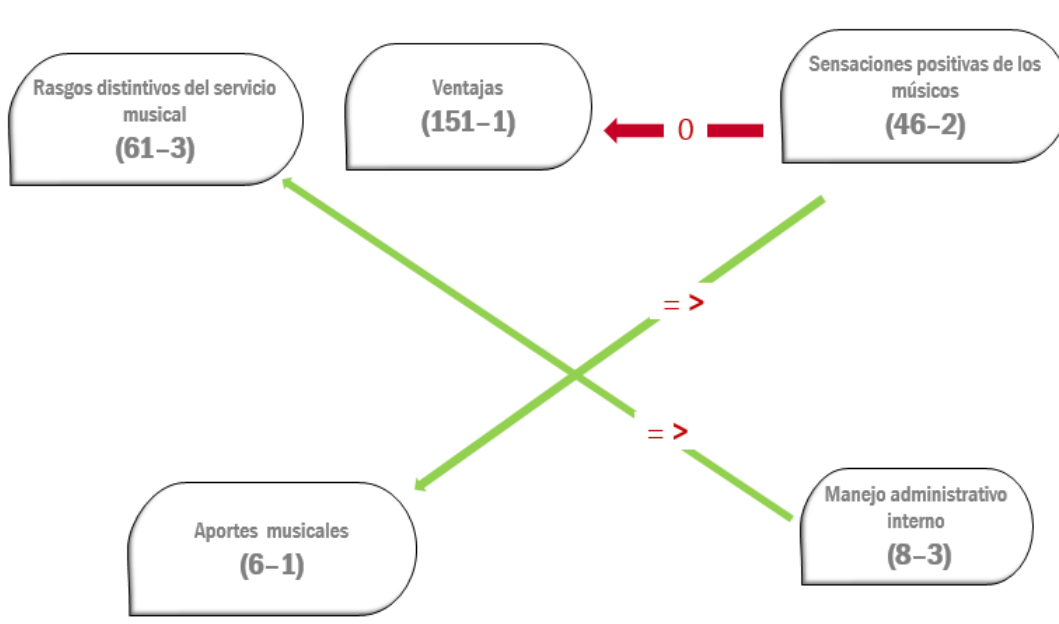 Rasgos distintivos del servicio
musical
(61–3)
Ventajas
(151–1)
Sensaciones positivas de los
músicos
(46–2)
0
= >
= >
Aportes musicales
(6–1)
Manejo administrativo
interno
(8–3)